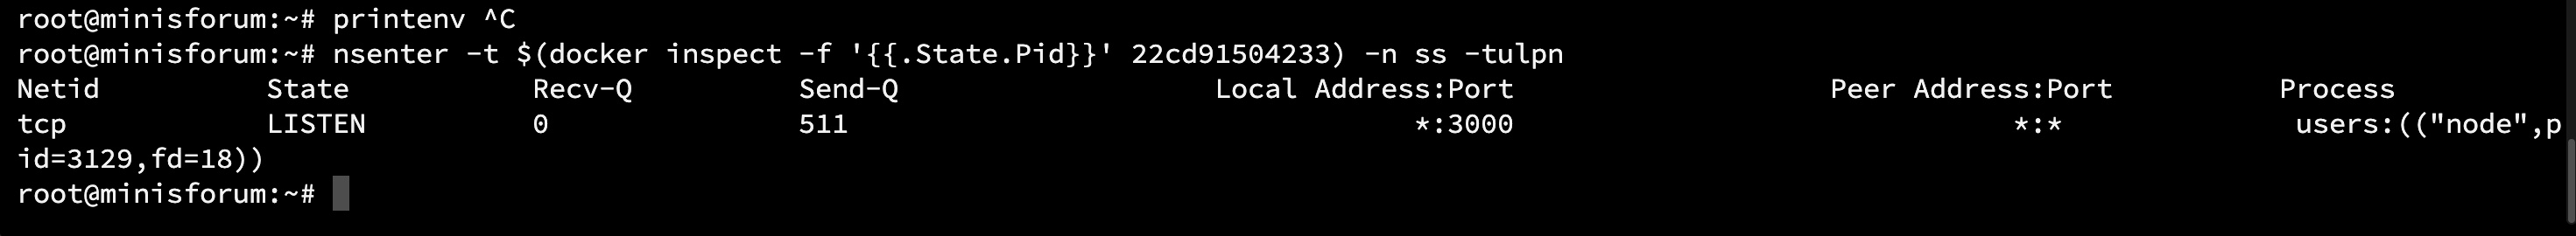 root@minisforum:~# printenv ^C
root@minisforum:~# nsenter -t $(docker inspect -f '{{.State.Pid}}' 22cd91504233) -n ss -tulpn
Netid State Recv-Q Send-Q Local Address:Port Peer Address:Port Process
tcp LISTEN 0 511 *:3000 *:* users:(("node",p
id=3129,fd=18))
root@minisforum:~#